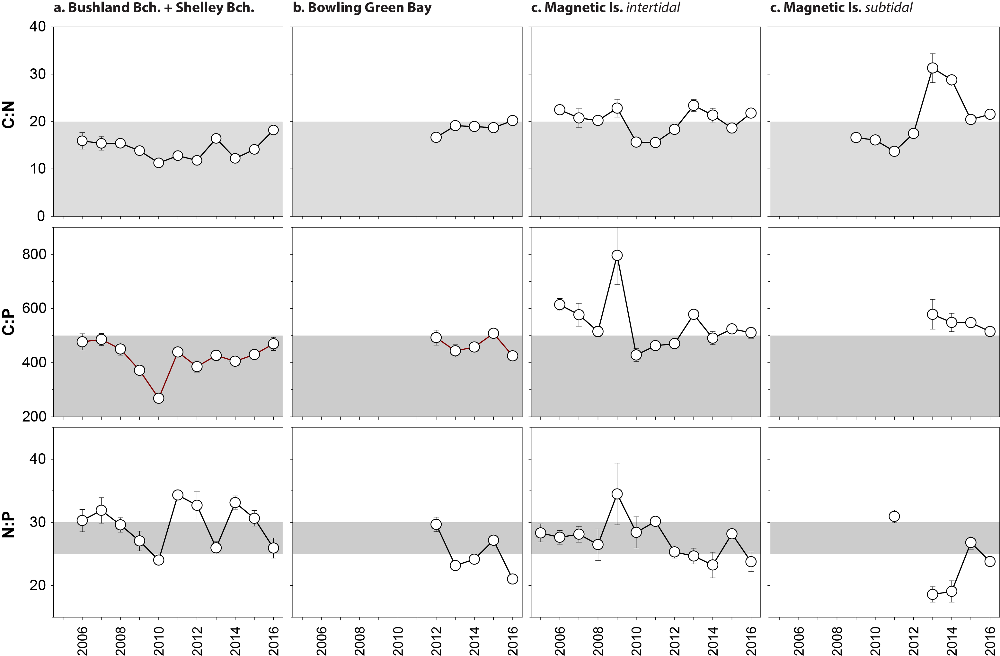 a. Bushland Bch. + Shelley Bch.
b. Bowling Green Bay
c. Magnetic Is. intertidal
c. Magnetic Is. subtidal
C:N
40
30
20
10
0
C:P
800
600
400
200
N:P
40
30
20
2006 2008 2010 2012 2014 2016
2006 2008 2010 2012 2014 2016
2006 2008 2010 2012 2014 2016
2006 2008 2010 2012 2014 2016